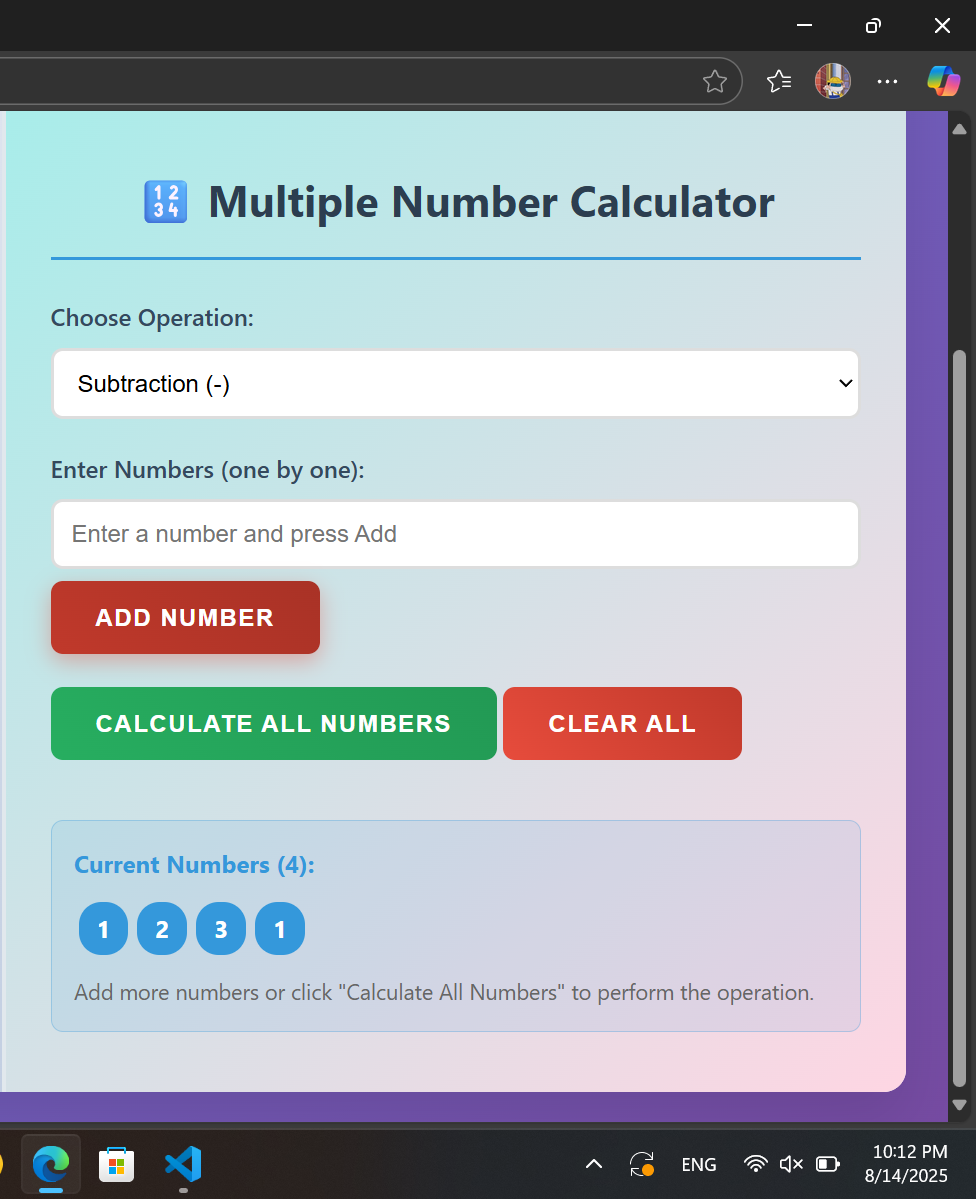 🔢 Multiple Number Calculator
Choose Operation:
Subtraction (-)
Enter Numbers (one by one):
Enter a number and press Add
ADD NUMBER
CALCULATE ALL NUMBERS CLEAR ALL
Current Numbers (4):
1 2 3 1
Add more numbers or click "Calculate All Numbers" to perform the operation.
ENG
10:12 PM
8/14/2025